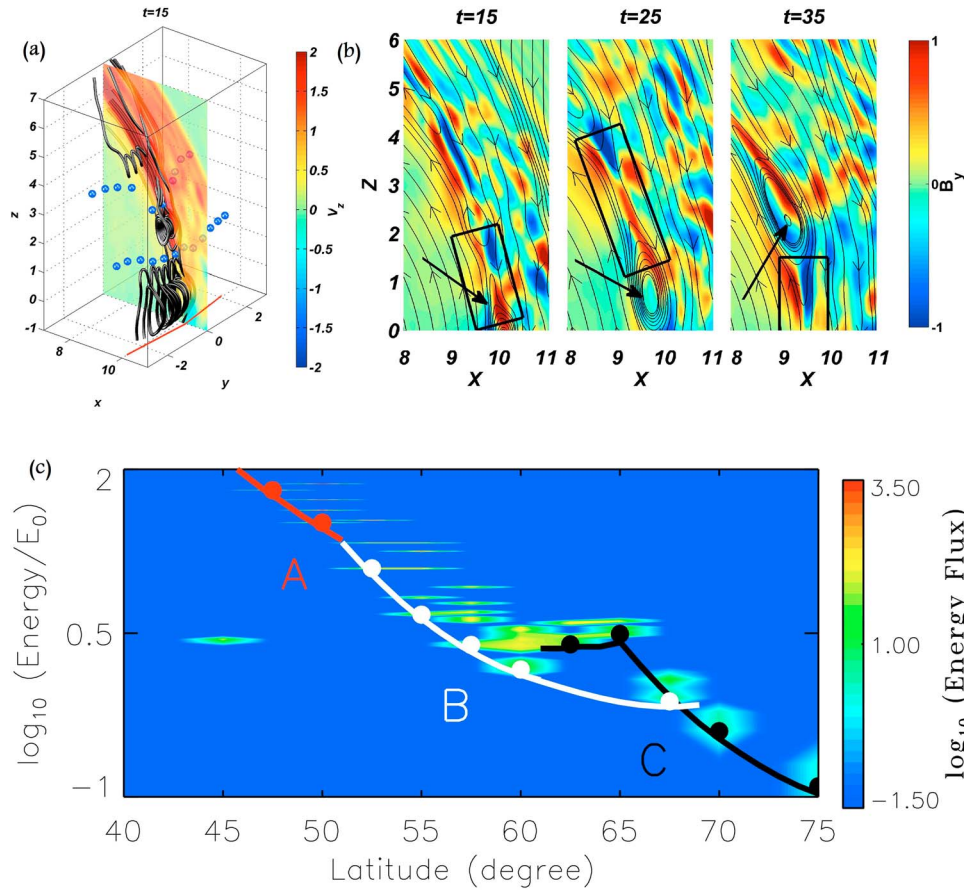 (a)
t=15
7
6
5
4
3
2
1
0
-1
z
8
10
x
-2
0
2
y
2
1.5
1
0.5
0
-0.5
-1
-1.5
-2
Vz
(b)
t=15
t=25
t=35
6
5
4
3
2
1
0
Z
8 9 10 11
X
8 9 10 11
X
8 9 10 11
X
1
0
-1
By
(c)
2
0.5
-1
log10 (Energy/E0)
A
B
C
40 45 50 55 60 65 70 75
Latitude (degree)
3.50
1.00
-1.50
log10 (Energy Flux)